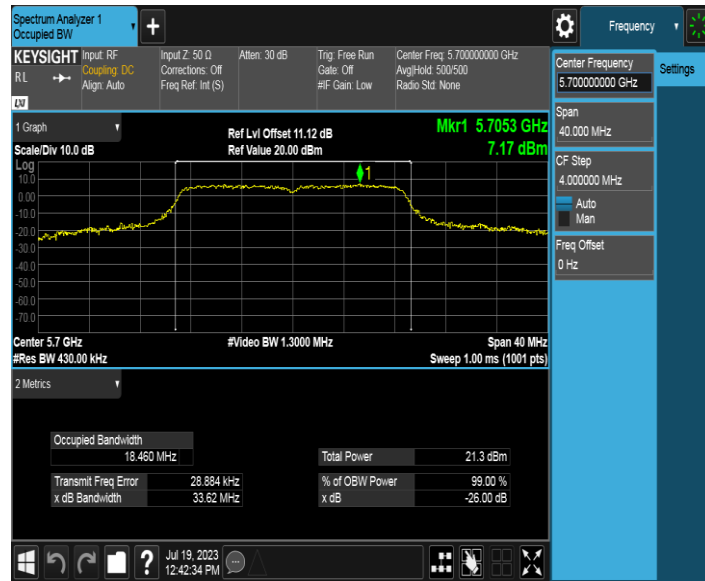 Spectrum Analyzer 1
Occupied BW
+
Frequency
KEYSIGHT
RL
LXI
Input: RF
Coupling: DC
Align: Auto
Input Z: 50 Ω
Corrections: Off
Freq Ref: Int (S)
Atten: 30 dB
Trig: Free Run
Gate: Off
#IF Gain: Low
Center Freq: 5.700000000 GHz
Avg|Hold: 500/500
Radio Std: None
Center Frequency
5.70000000 GHz
Settings
Span
40.000 MHz
CF Step
4.000000 MHz
Auto
Man
Freq Offset
0 Hz
1 Graph
Scale/Div 10.0 dB
Ref Lvl Offset 11.12 dB
Ref Value 20.00 dBm
Mkr1 5.7053 GHz
7.17 dBm
Log
10.0
0.00
-10.0
-20.0
-30.0
-40.0
-50.0
-60.0
-70.0
1
Center 5.7 GHz
#Res BW 430.00 kHz
#Video BW 1.3000 MHz
Span 40 MHz
Sweep 1.00 ms (1001 pts)
2 Metrics
Occupied Bandwidth
18.460 MHz
Total Power 21.3 dBm
Transmit Freq Error 28.884 kHz
% of OBW Power 99.00 %
x dB Bandwidth 33.62 MHz
x dB -26.00 dB
?
Jul 19, 2023
12:42:34 PM